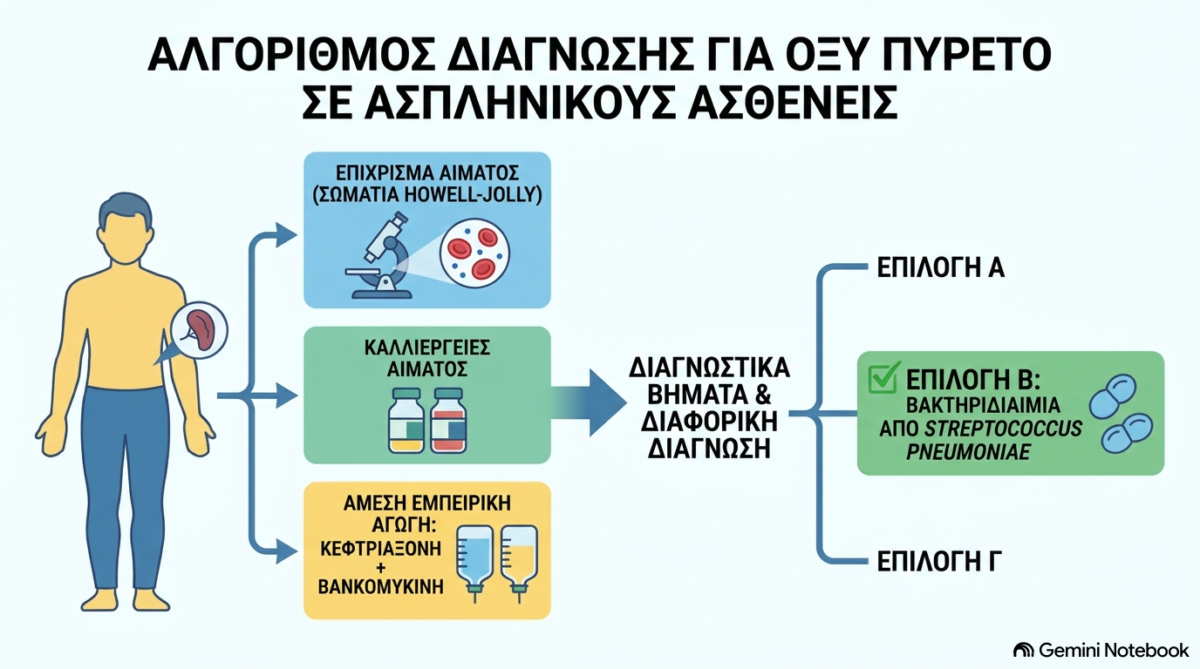 ΑΛΓΟΡΙΘΜΟΣ ΔΙΑΓΝΩΣΗΣ ΓΙΑ ΟΞΥ ΠΥΡΕΤΟ
ΣΕ ΑΣΠΛΗΝΙΚΟΥΣ ΑΣΘΕΝΕΙΣ
ΕΠΙΧΡΙΣΜΑ ΑΙΜΑΤΟΣ
(ΣΩΜΑΤΙΑ HOWELL-JOLLY)
ΚΑΛΛΙΕΡΓΕΙΕΣ
ΑΙΜΑΤΟΣ
ΑΜΕΣΗ ΕΜΠΕΙΡΙΚΗ
ΑΓΩΓΗ:
ΚΕΦΤΡΙΑΞΟΝΗ
+
ΒΑΝΚΟΜΥΚΙΝΗ
ΔΙΑΓΝΩΣΤΙΚΑ
ΒΗΜΑΤΑ &
ΔΙΑΦΟΡΙΚΗ
ΔΙΑΓΝΩΣΗ
ΕΠΙΛΟΓΗ Α
ΕΠΙΛΟΓΗ Β:
ΒΑΚΤΗΡΙΔΙΑΙΜΙΑ
ΑΠΟ STREPTOCOCCUS
PNEUMONIAE
ΕΠΙΛΟΓΗ Γ
Gemini Notebook